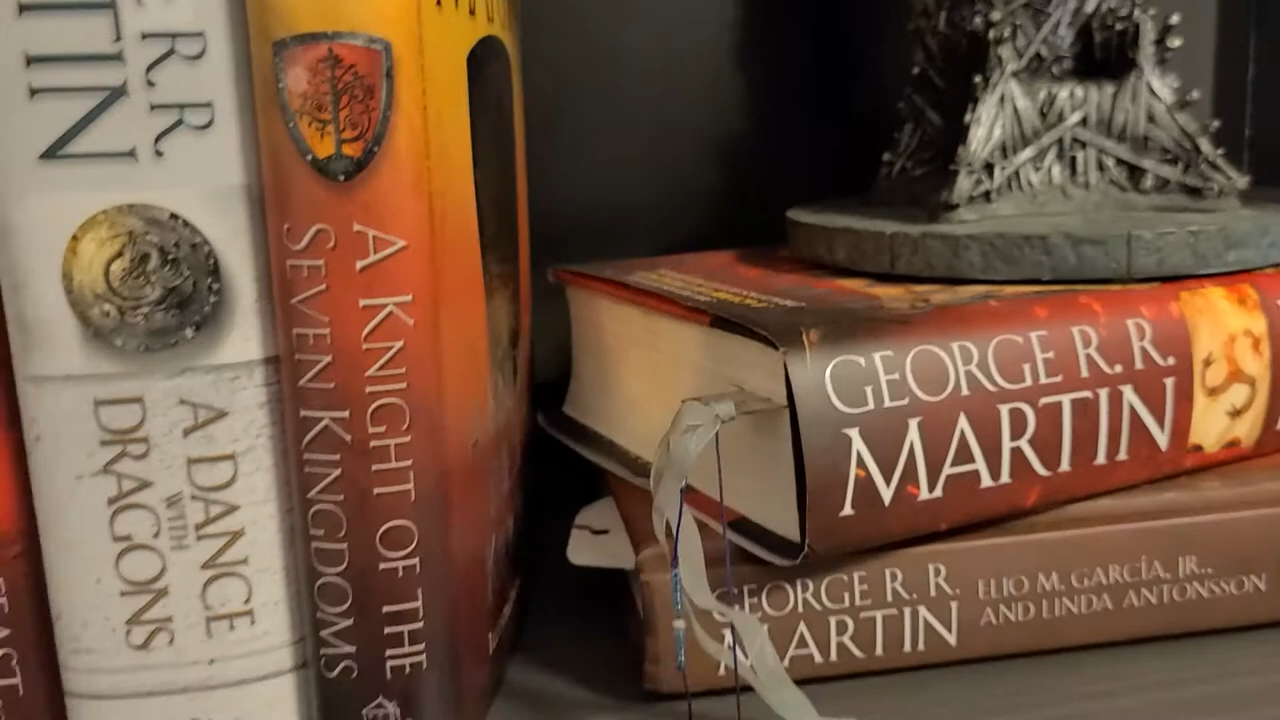 R.R.
TIN
A DANCE
WITH
DRAGONS
A KNIGHT OF THE
SEVEN KINGDOMS
GEORGE R. R.
MARTIN
GEORGE R. R.
MARTIN
ELIO M. GARCÍA, JR.,
AND LINDA ANTONSSON